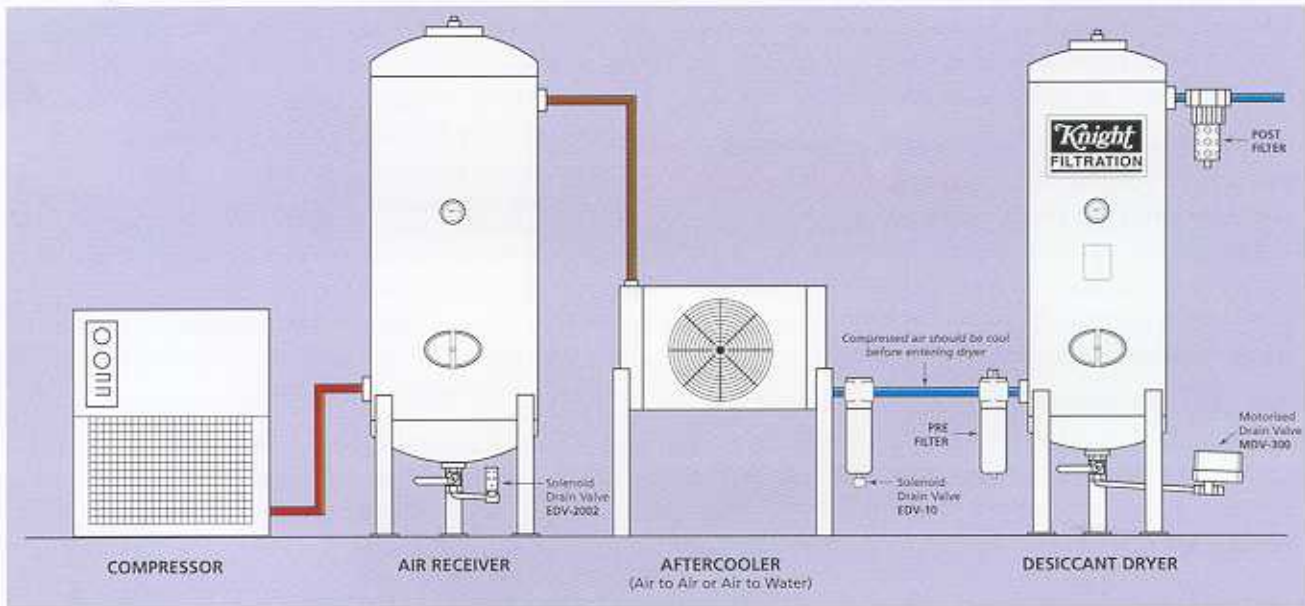 Knight
FILTRATION
POST
FILTER
Compressed air should be cool
before entering dryer
PRE
FILTER
Motorised
Drain Valve
MDV-300
Solenoid
Drain Valve
EDV-2002
Solenoid
Drain Valve
EDV-10
COMPRESSOR
AIR RECEIVER
AFTERCOOLER
(Air to Air or Air to Water)
DESICCANT DRYER